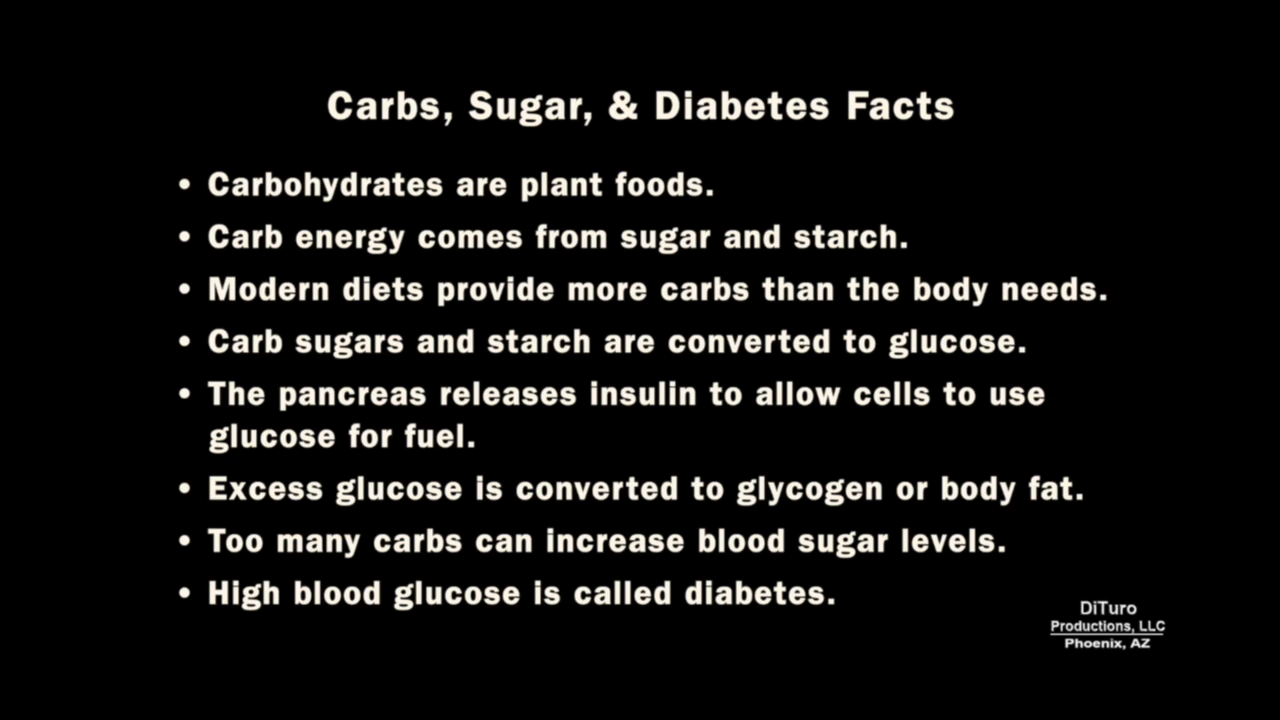 Carbs, Sugar, & Diabetes Facts
• Carbohydrates are plant foods.
• Carb energy comes from sugar and starch.
• Modern diets provide more carbs than the body needs.
• Carb sugars and starch are converted to glucose.
• The pancreas releases insulin to allow cells to use
glucose for fuel.
• Excess glucose is converted to glycogen or body fat.
• Too many carbs can increase blood sugar levels.
• High blood glucose is called diabetes.
DiTuro
Productions, LLC
Phoenix, AZ